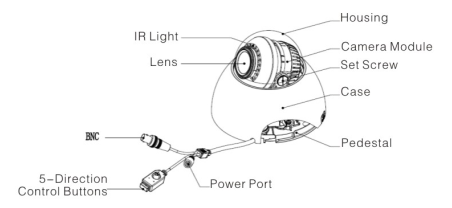 Housing
IR Light
Camera Module
Lens
Set Screw
Case
BNC
Pedestal
5-Direction
Control Buttons
Power Port